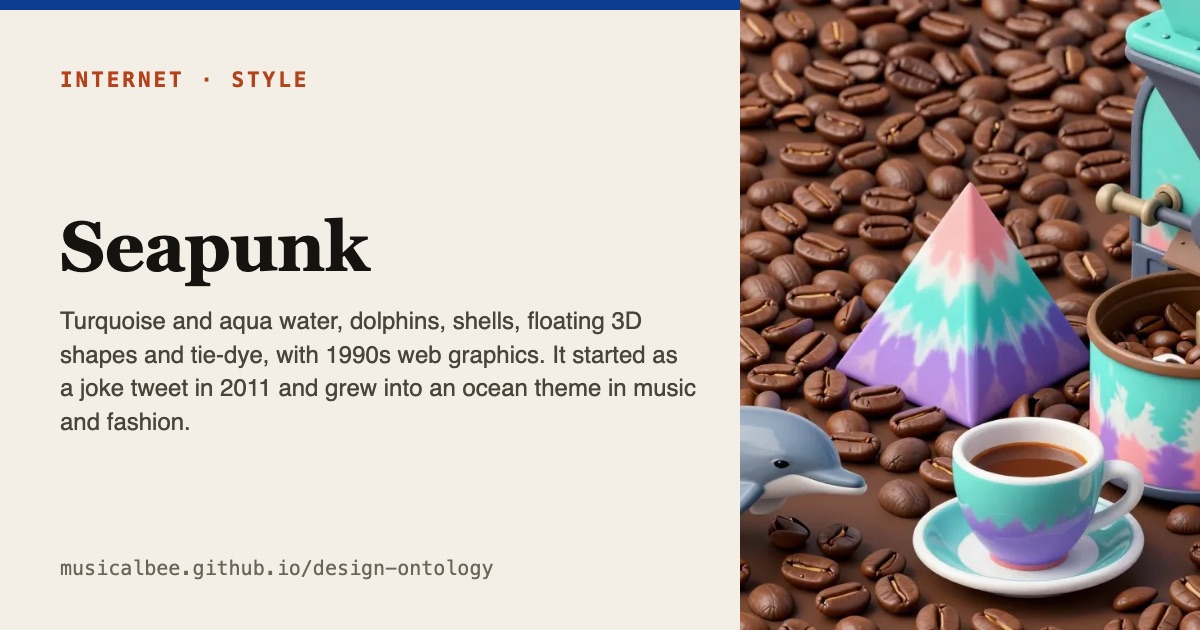 INTERNET · STYLE
Seapunk
Turquoise and aqua water, dolphins, shells, floating 3D
shapes and tie-dye, with 1990s web graphics. It started as
a joke tweet in 2011 and grew into an ocean theme in music
and fashion.
musicalbee.github.io/design-ontology